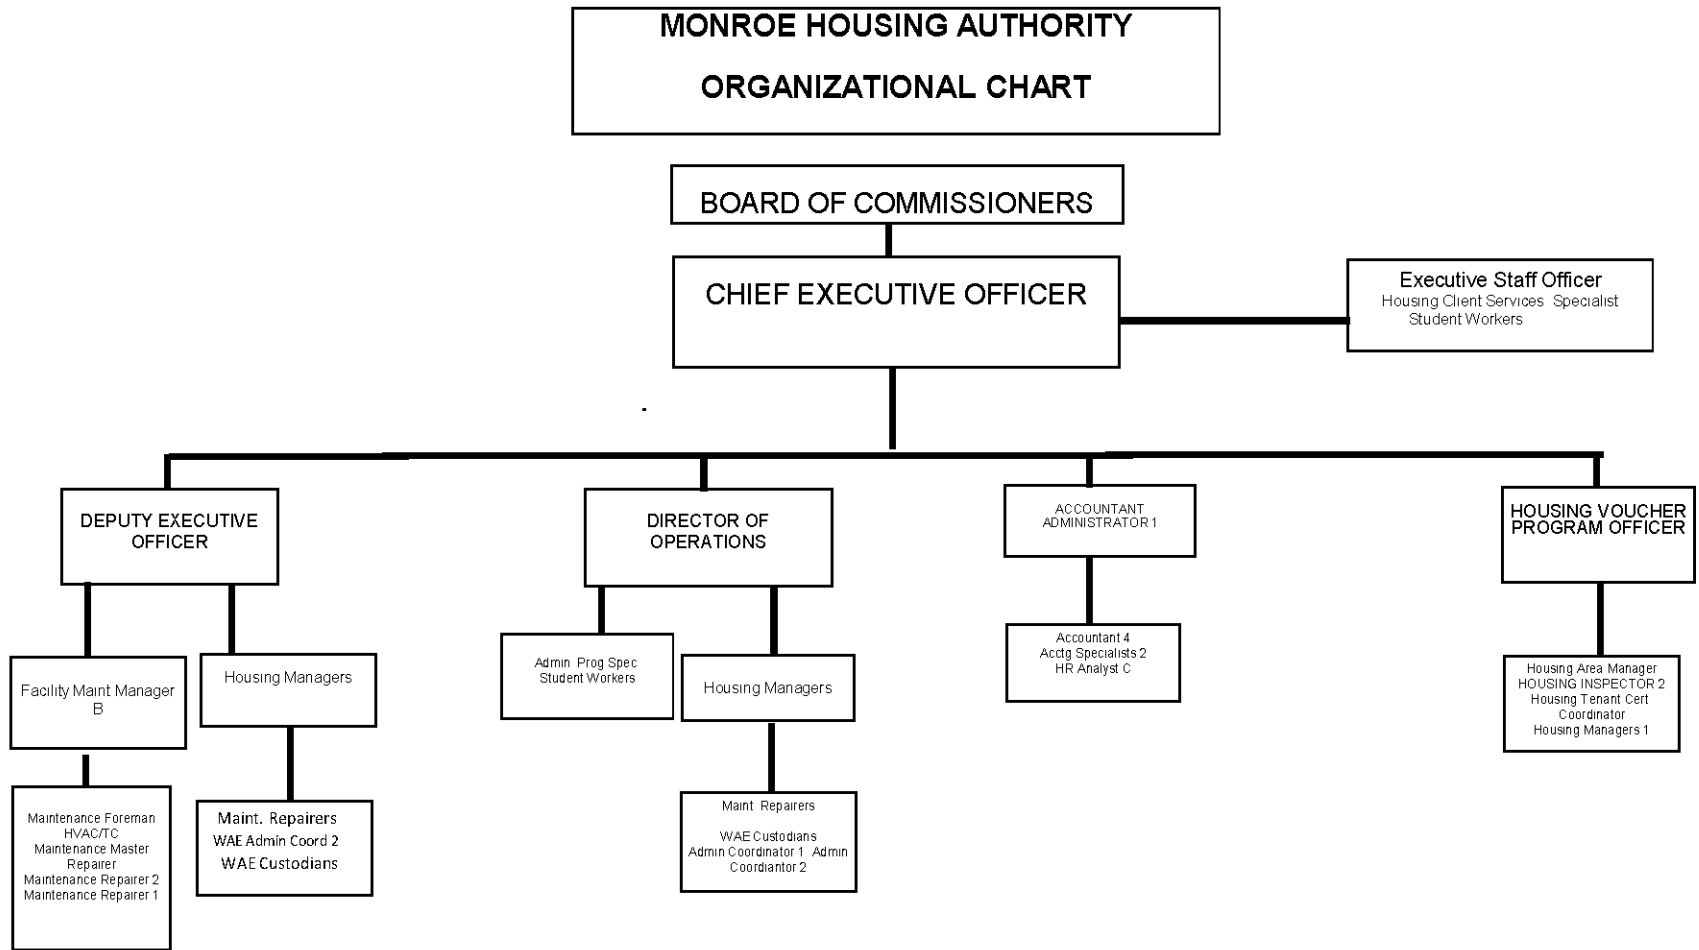 MONROE HOUSING AUTHORITY
ORGANIZATIONAL CHART
BOARD OF COMMISSIONERS
CHIEF EXECUTIVE OFFICER
Executive Staff Officer
Housing Client Services Specialist
Student Workers
DEPUTY EXECUTIVE
OFFICER
DIRECTOR OF
OPERATIONS
ACCOUNTANT
ADMINISTRATOR 1
HOUSING VOUCHER
PROGRAM OFFICER
Facility Maint Manager
B
Housing Managers
Admin Prog Spec
Student Workers
Housing Managers
Accountant 4
Acctg Specialists 2
HR Analyst C
Housing Area Manager
HOUSING INSPECTOR 2
Housing Tenant Cert
Coordinator
Housing Managers 1
Maintenance Foreman
HVAC/TC
Maintenance Master
Repairer
Maintenance Repairer 2
Maintenance Repairer 1
Maint. Repairers
WAE Admin Coord 2
WAE Custodians
Maint Repairers
WAE Custodians
Admin Coordinator 1 Admin
Coordiantor 2